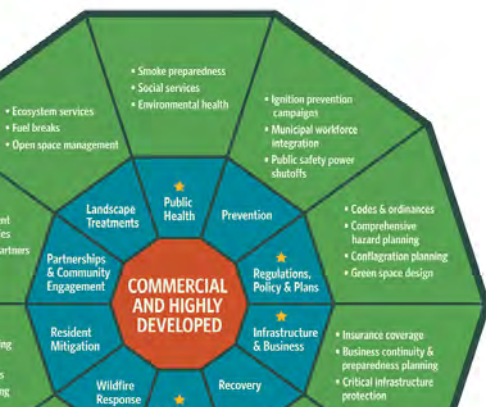 • Smoke preparedness
• Social services
• Environmental health
• Ecosystem services
• Fuel breaks
• Open space management
• Ignition prevention
campaigns
• Municipal workforce
integration
• Public safety power
shutoffs
Landscape
Treatments
Public
Health
Prevention
• Codes & ordinances
• Comprehensive
hazard planning
• Conflagration planning
• Green space design
Partnerships
& Community
Engagement
COMMERCIAL
AND HIGHLY
DEVELOPED
Regulations,
Policy & Plans
Resident
Mitigation
Infrastructure
& Business
• Insurance coverage
• Business continuity &
preparedness planning
• Critical infrastructure
protection
Wildfire
Response
Recovery